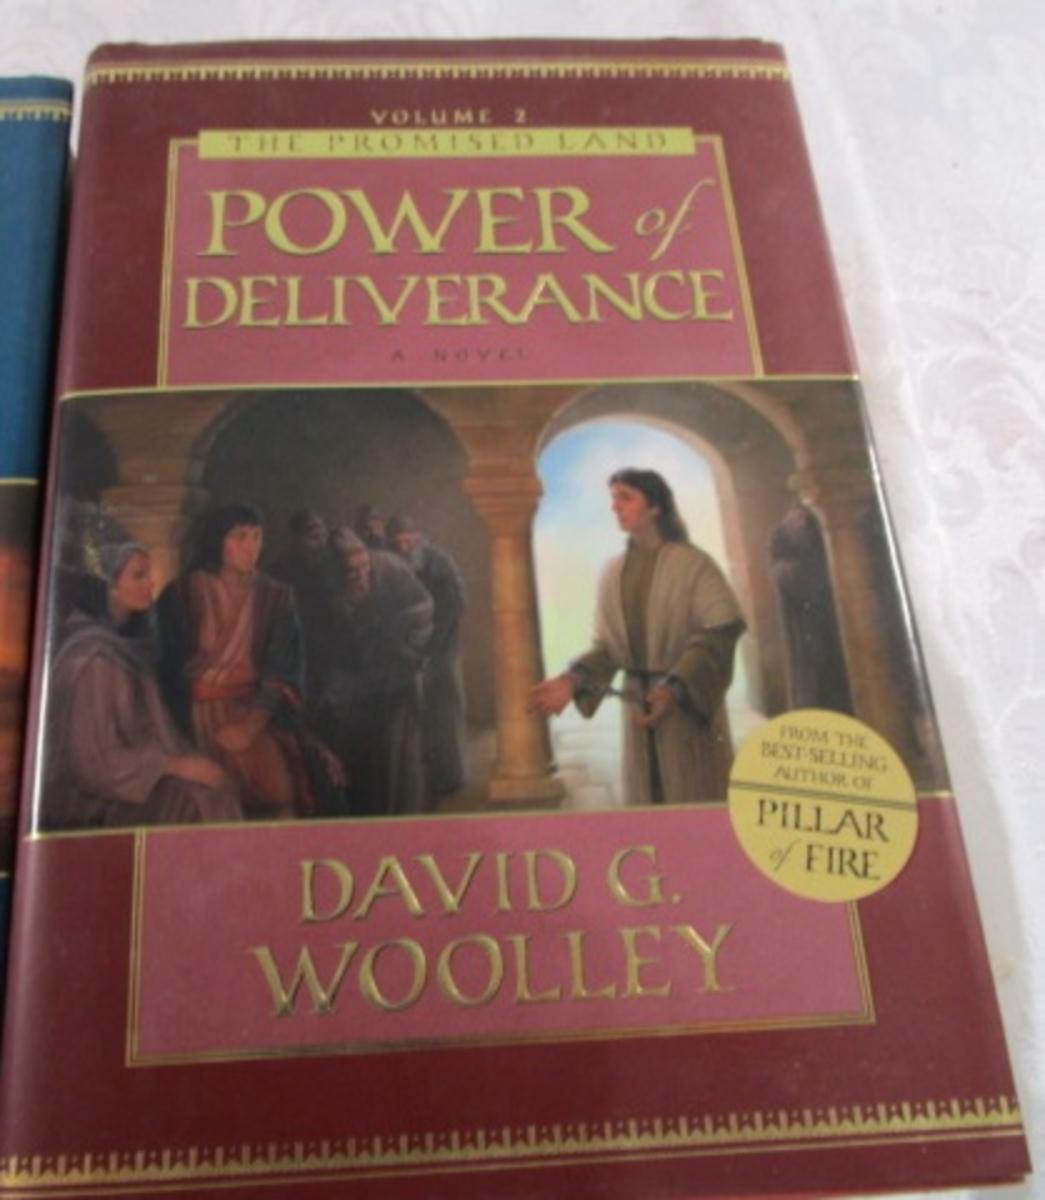 VOLUME 2
THE PROMISED LAND
POWER of
DELIVERANCE
A NOVEL
FROM THE
BEST-SELLING
AUTHOR OF
PILLAR
of FIRE
DAVID G.
WOOLLEY